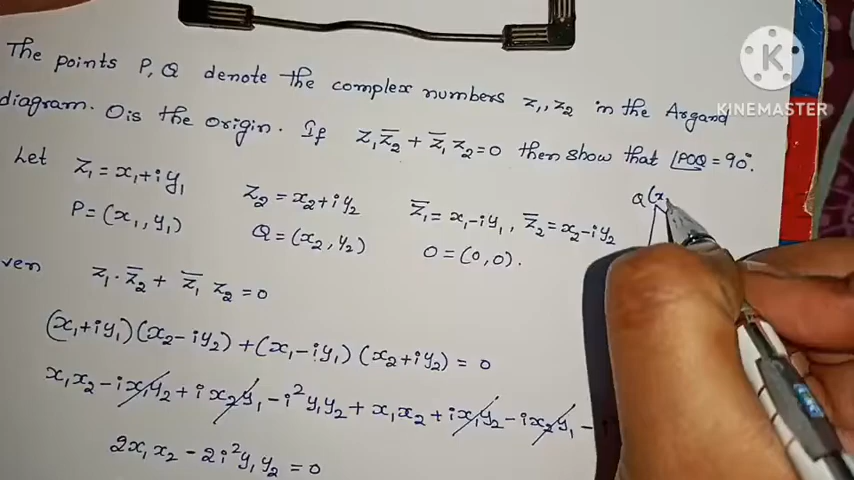 The points P, Q denote the complex numbers z₁, z₂ in the Argand
diagram. O is the origin. If z₁z̄₂ + z̄₁z₂ = 0 then show that ∠POQ = 90°.
Let z₁ = x₁+iy₁ z₂ = x₂+iy₂ z̄₁ = x₁-iy₁, z̄₂ = x₂-iy₂
P = (x₁, y₁) Q = (x₂, y₂) O = (0, 0).
Q(x
ven z₁.z̄₂ + z̄₁ z₂ = 0
(x₁+iy₁)(x₂-iy₂) + (x₁-iy₁)(x₂+iy₂) = 0
x₁x₂ - ix₁y₂ + ix₂y₁ - i²y₁y₂ + x₁x₂ + ix₁y₂ - ix₂y₁ -
2x₁x₂ - 2i²y₁y₂ = 0
K
KINEMASTER